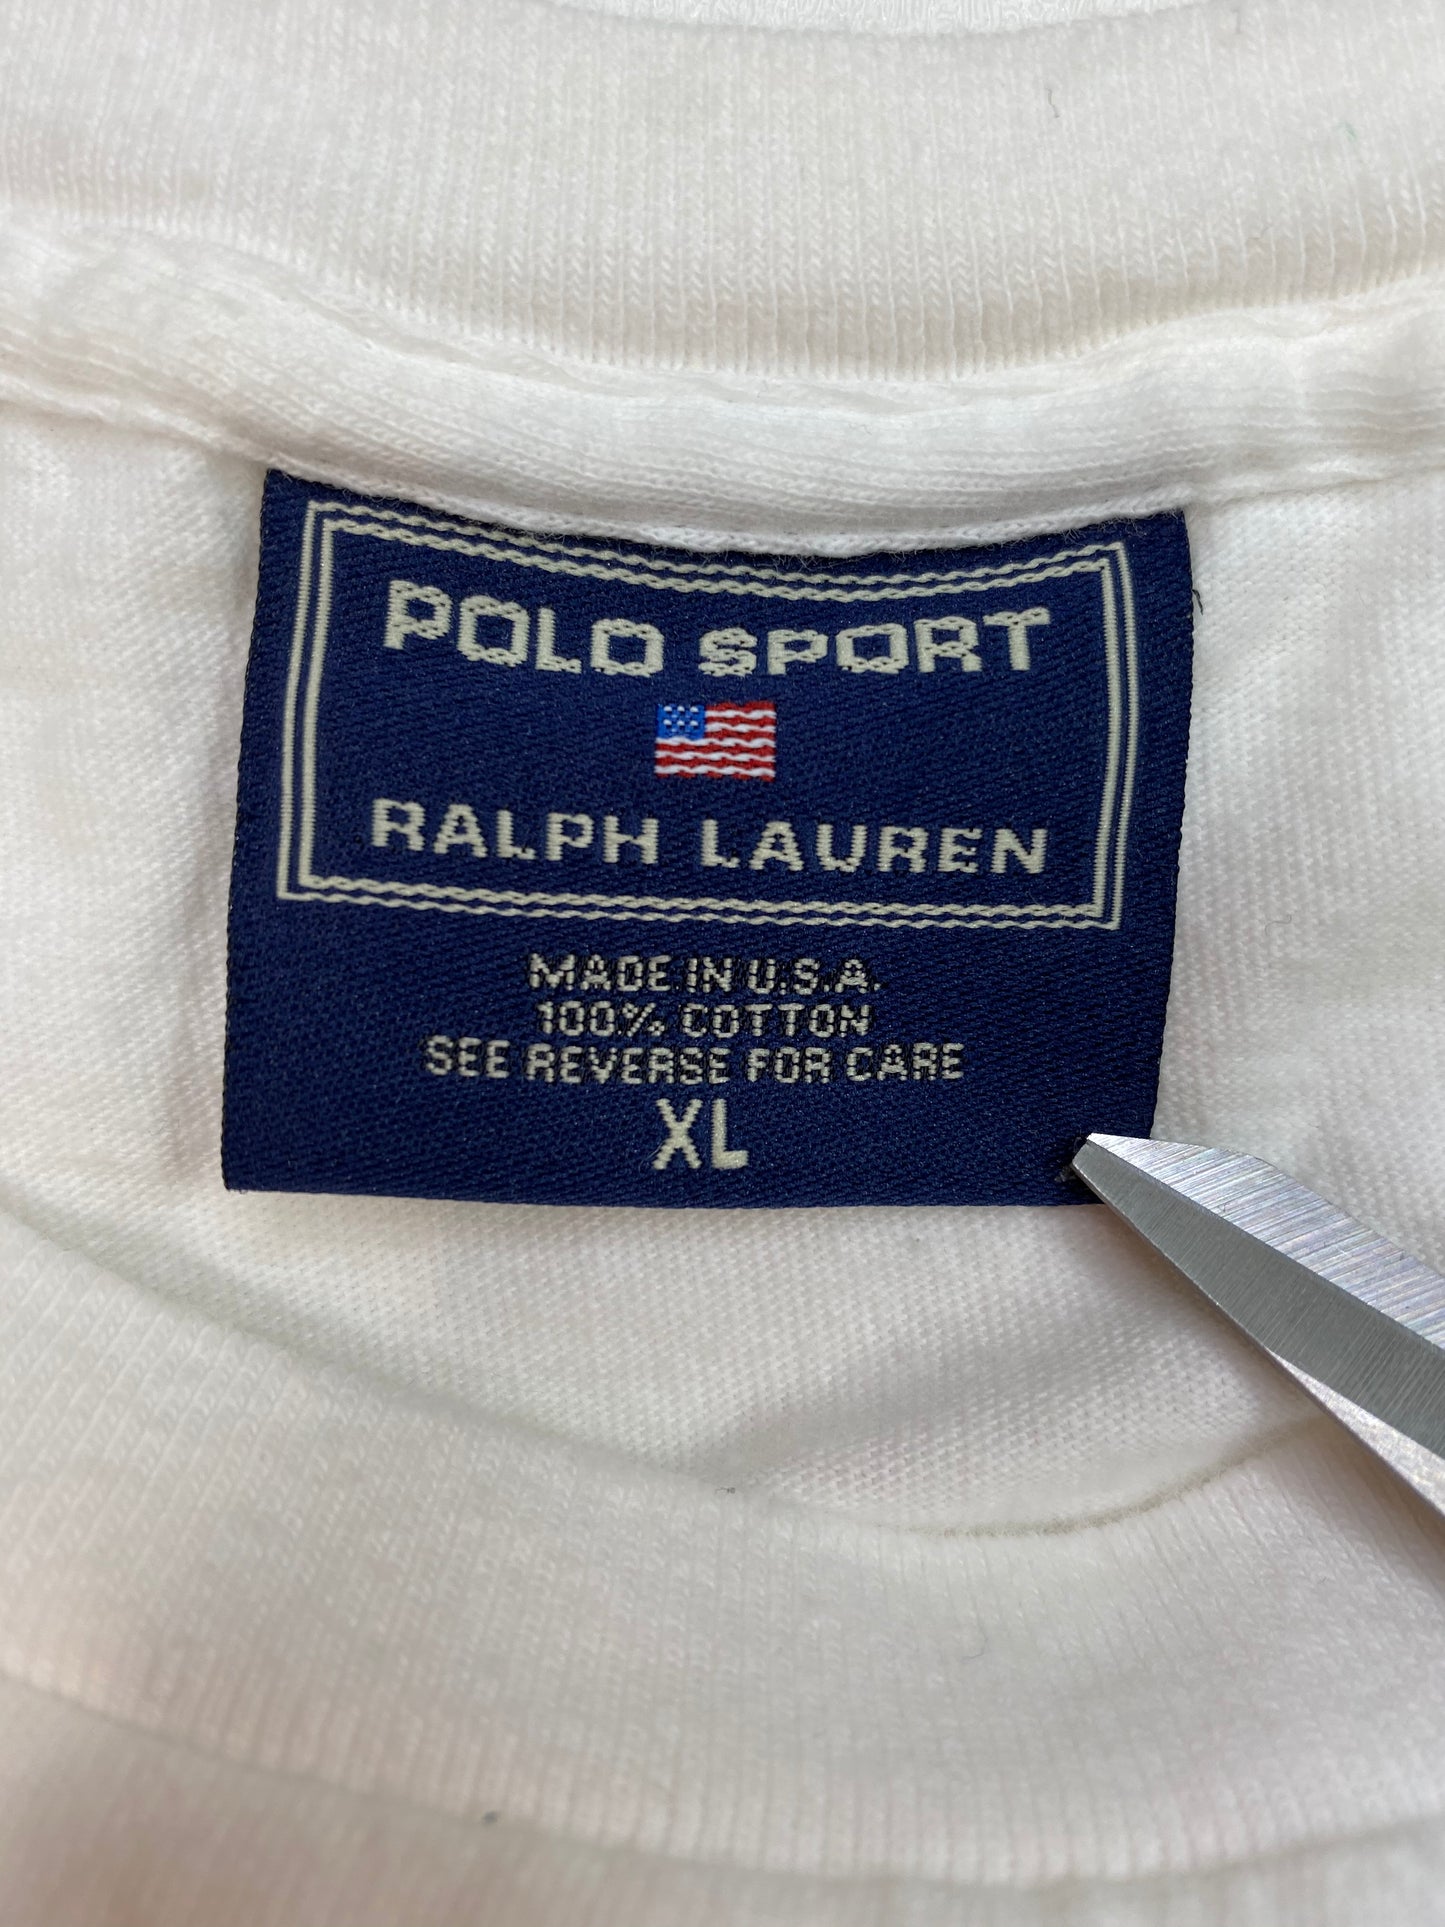 POLO SPORT
RALPH LAUREN
MADE IN U.S.A.
100% COTTON
SEE REVERSE FOR CARE
XL